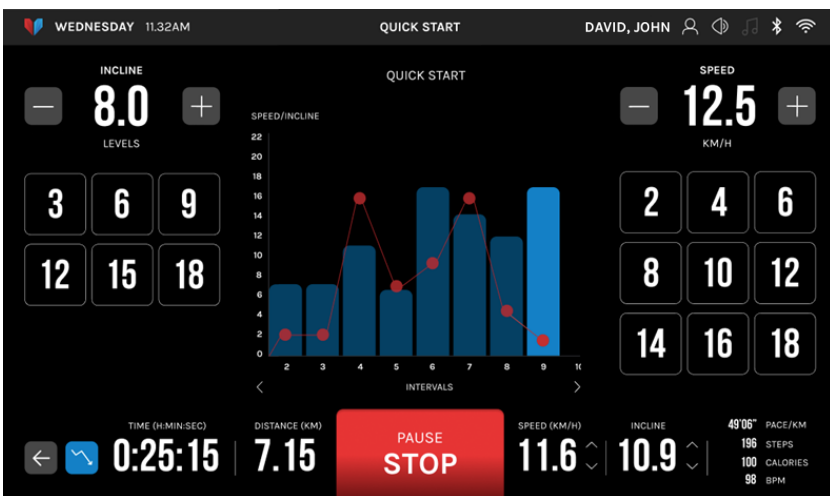 WEDNESDAY 11.32AM
QUICK START
DAVID, JOHN
INCLINE
8.0
LEVELS
3 6 9
12 15 18
QUICK START
SPEED/INCLINE
22
20
18
16
14
12
10
8
6
4
2
0
2 3 4 5 6 7 8 9 10
INTERVALS
SPEED
12.5
KM/H
2 4 6
8 10 12
14 16 18
TIME (H:MIN:SEC)
0:25:15
DISTANCE (KM)
7.15
PAUSE
STOP
SPEED (KM/H)
11.6
INCLINE
10.9
49'06" PACE/KM
196 STEPS
100 CALORIES
98 BPM